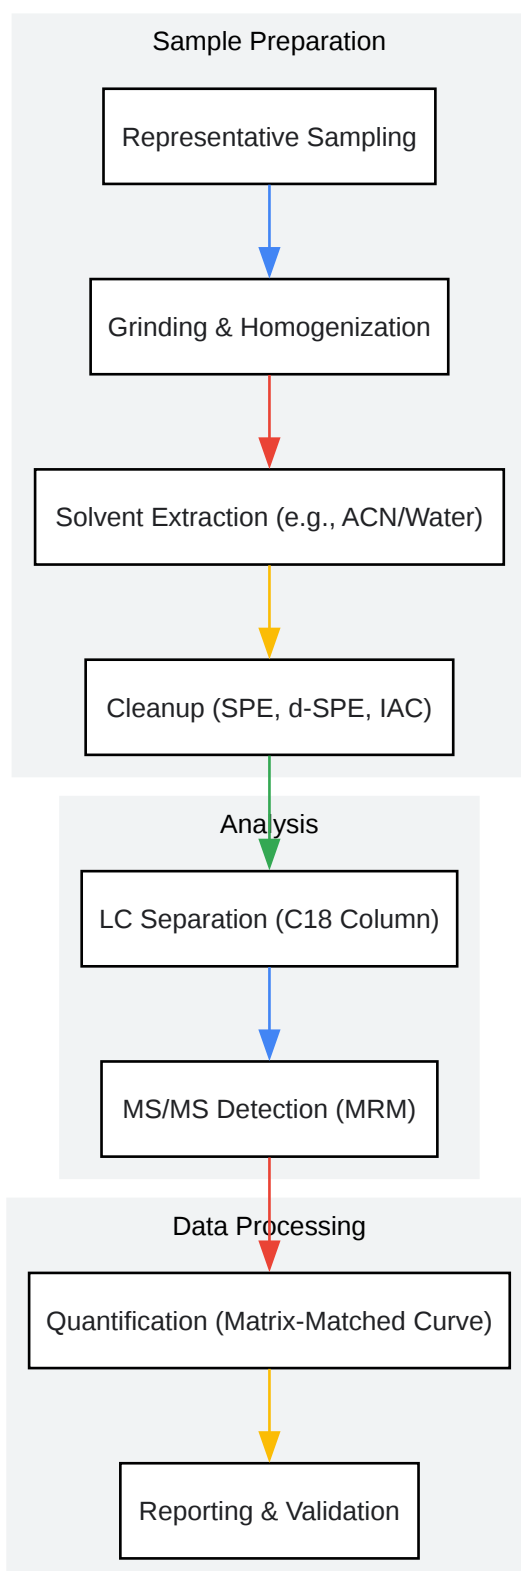 Sample Preparation
Representative Sampling
Grinding & Homogenization
Solvent Extraction (e.g., ACN/Water)
Cleanup (SPE, d-SPE, IAC)
Analysis
LC Separation (C18 Column)
MS/MS Detection (MRM)
Data Processing
Quantification (Matrix-Matched Curve)
Reporting & Validation